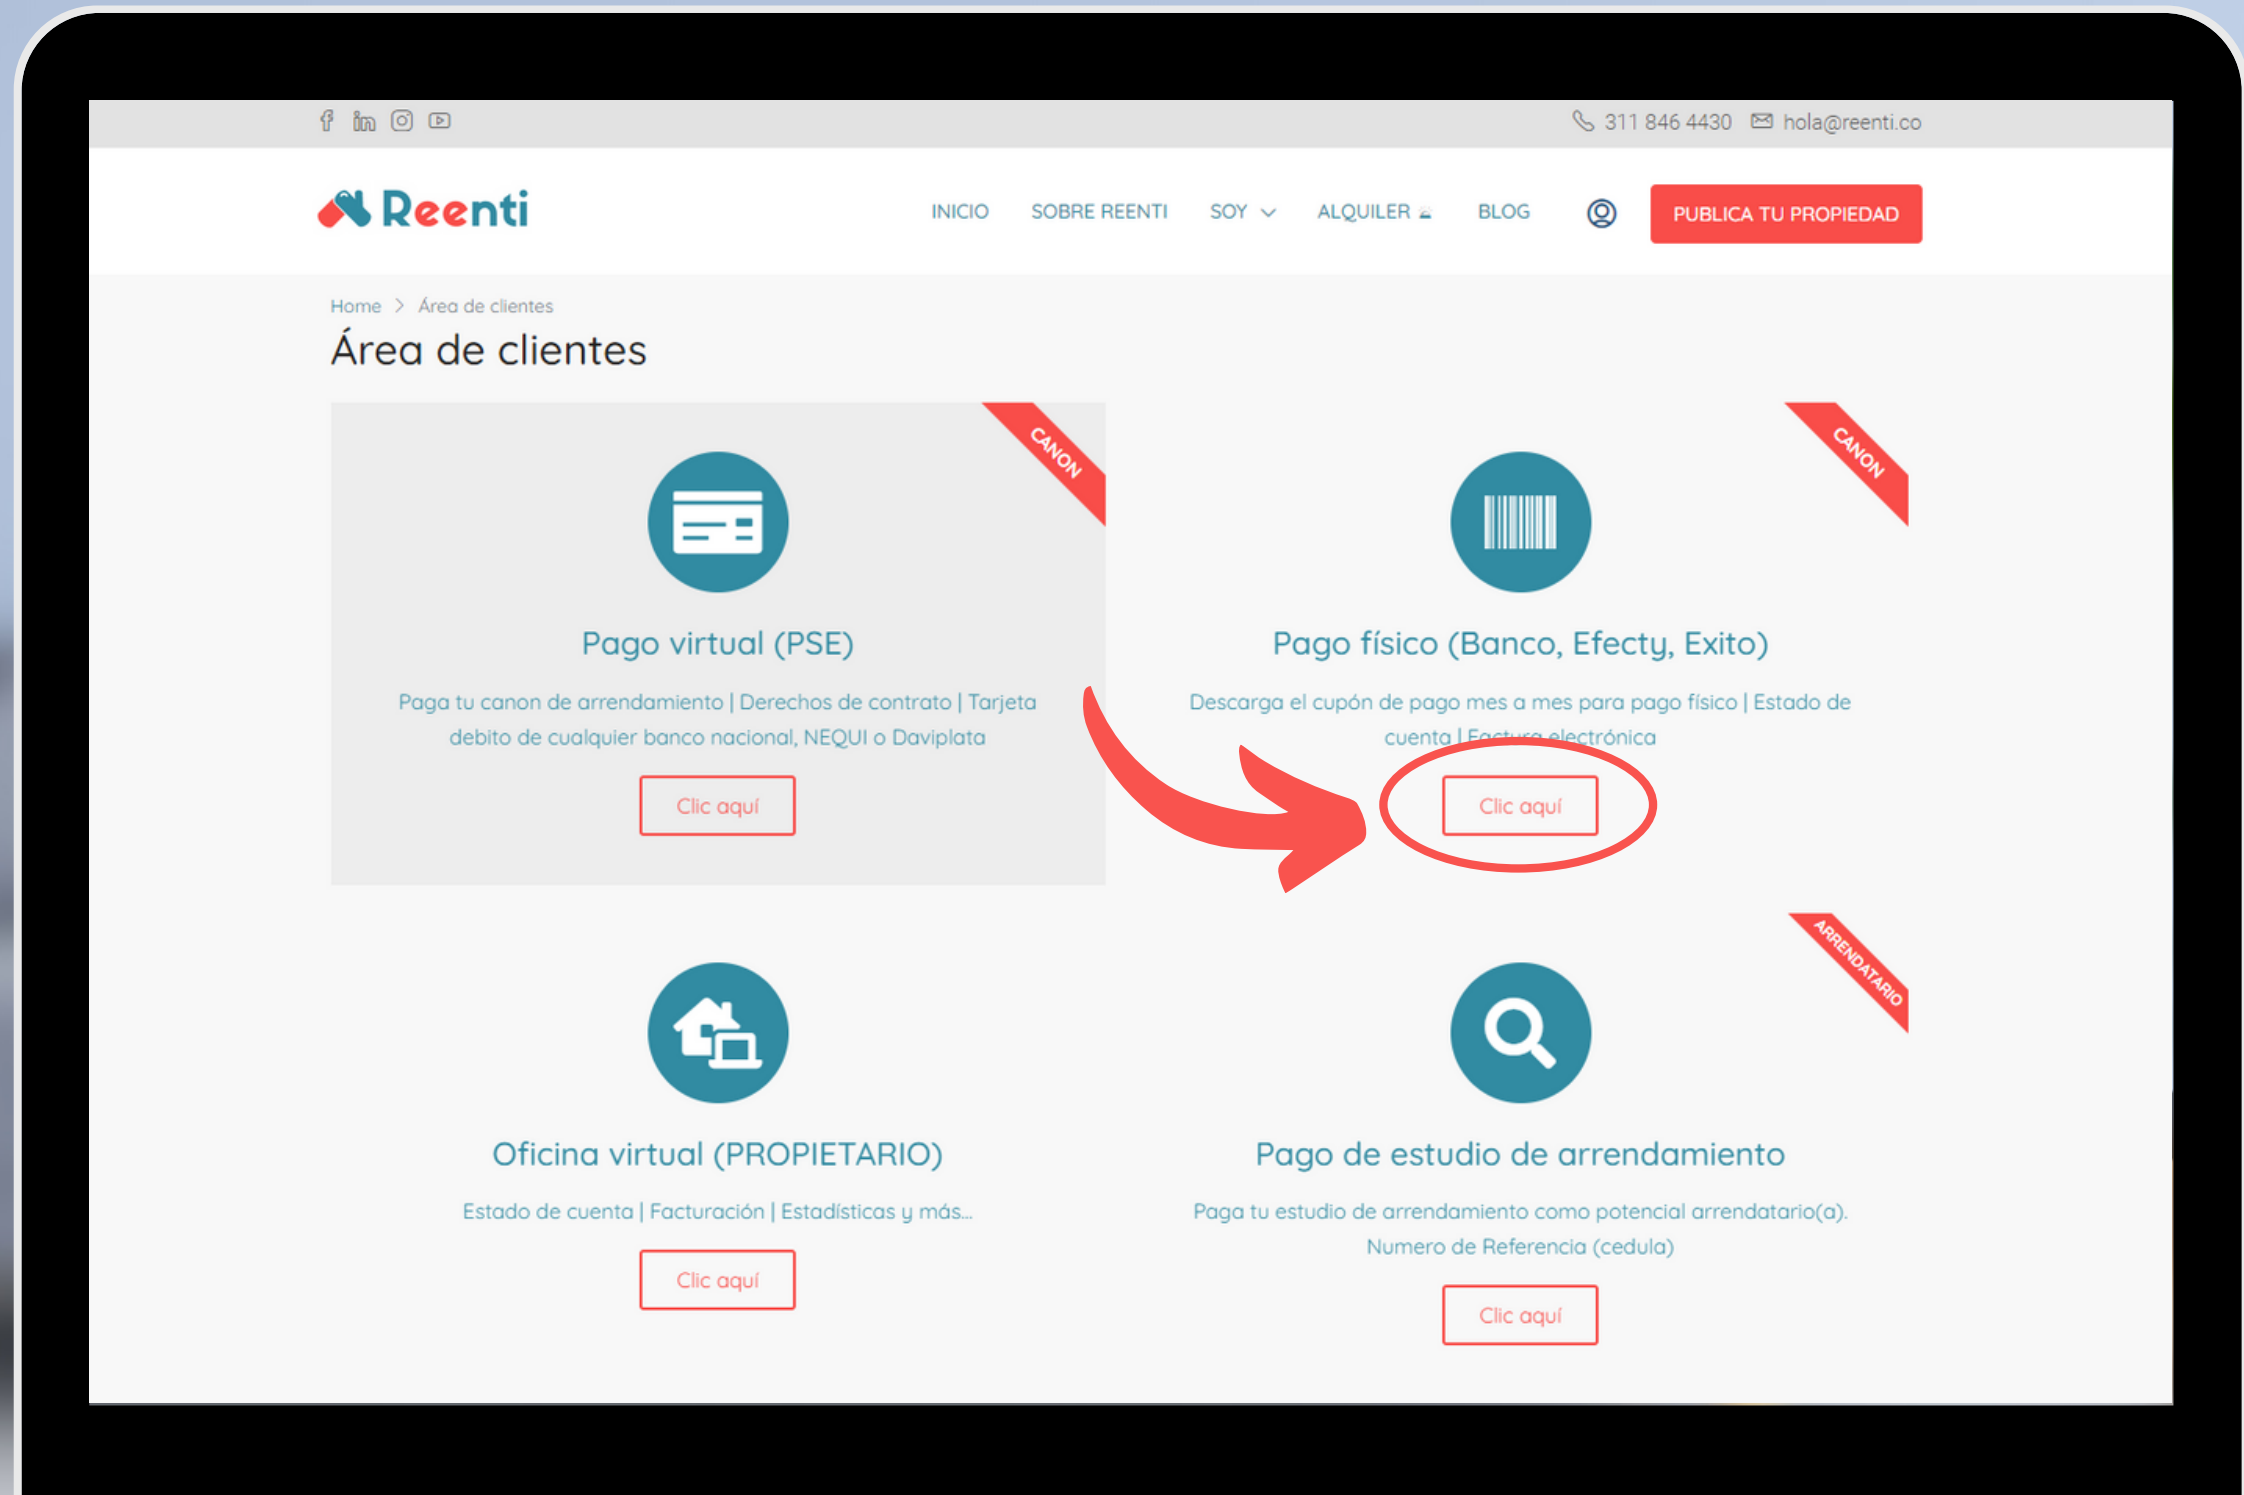 311 846 4430 hola@reenti.co
Reenti
INICIO SOBRE REENTI SOY ALQUILER BLOG PUBLICA TU PROPIEDAD
Home > Área de clientes
Área de clientes
CANON
Pago virtual (PSE)
Paga tu canon de arrendamiento | Derechos de contrato | Tarjeta
debito de cualquier banco nacional, NEQUI o Daviplata
Clic aquí
CANON
Pago físico (Banco, Efecty, Exito)
Descarga el cupón de pago mes a mes para pago físico | Estado de
cuenta | Factura electrónica
Clic aquí
Oficina virtual (PROPIETARIO)
Estado de cuenta | Facturación | Estadísticas y más...
Clic aquí
ARRENDATARIO
Pago de estudio de arrendamiento
Paga tu estudio de arrendamiento como potencial arrendatario(a).
Numero de Referencia (cedula)
Clic aquí